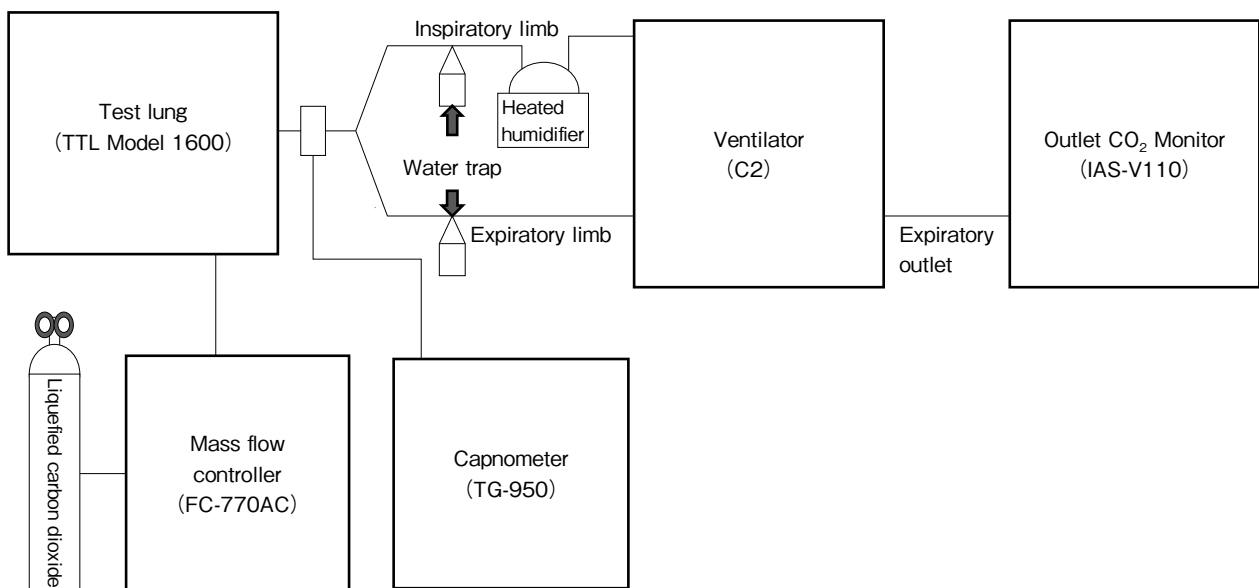 Inspiratory limb
Test lung
（TTL Model 1600）
Heated
humidifier
Water trap
Expiratory limb
Ventilator
（C2）
Expiratory
outlet
Outlet CO₂ Monitor
（IAS-V110）
Liquefied carbon dioxide
Mass flow
controller
（FC-770AC）
Capnometer
（TG-950）